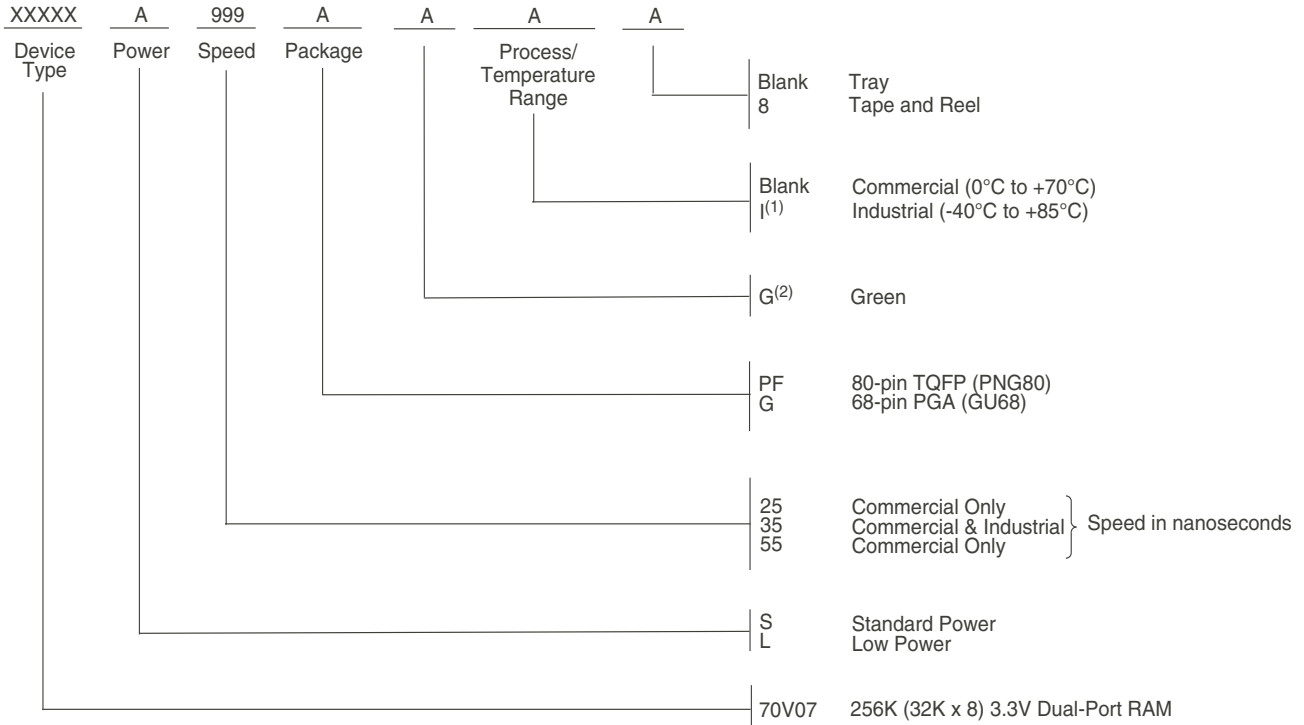 XXXXX A 999 A A A A
Device Type Power Speed Package Process/ Temperature Range
Blank Tray
8 Tape and Reel
Blank Commercial (0°C to +70°C)
I(1) Industrial (-40°C to +85°C)
G(2) Green
PF 80-pin TQFP (PNG80)
G 68-pin PGA (GU68)
25 Commercial Only
35 Commercial & Industrial Speed in nanoseconds
55 Commercial Only
S Standard Power
L Low Power
70V07 256K (32K x 8) 3.3V Dual-Port RAM